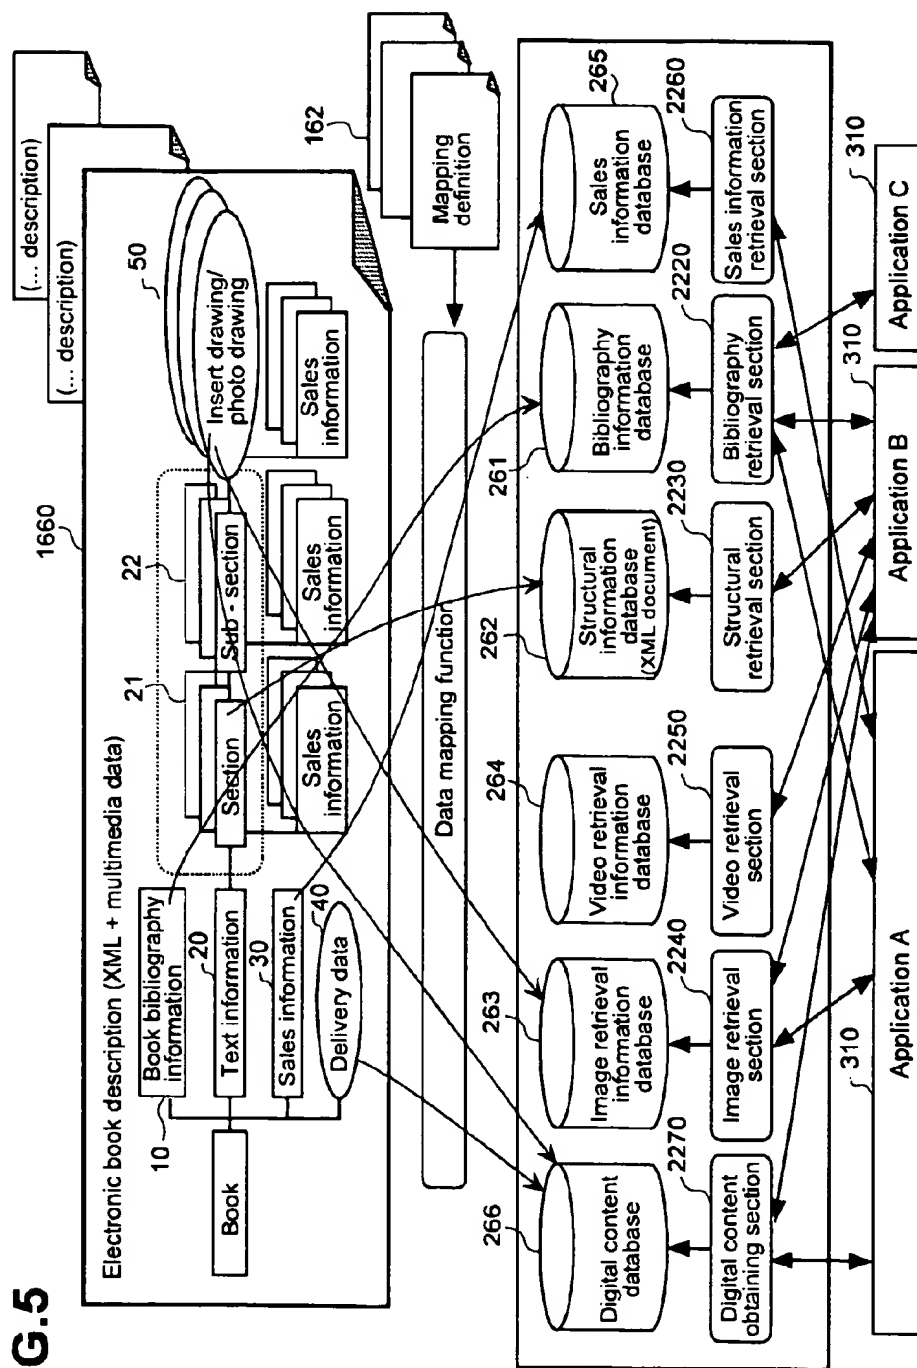 G.5
(... description)
(... description)
1660
Electronic book description (XML + multimedia data)
50
22
21
Book bibliography
information
10
Book
20
Text information
30
Sales information
40
Delivery data
Section
Sub - section
Insert drawing/
photo drawing
Sales
information
Sales
information
Sales
information
162
Mapping
definition
Data mapping function
266
Digital content
database
263
Image retrieval
information
database
264
Video retrieval
information
database
262
Structural
information
database
(XML document)
261
Bibliography
information
database
265
Sales
information
database
2270
Digital content
obtaining section
2240
Image retrieval
section
2250
Video retrieval
section
2230
Structural
retrieval section
2220
Bibliography
retrieval section
2260
Sales information
retrieval section
310
Application A
310
Application B
310
Application C